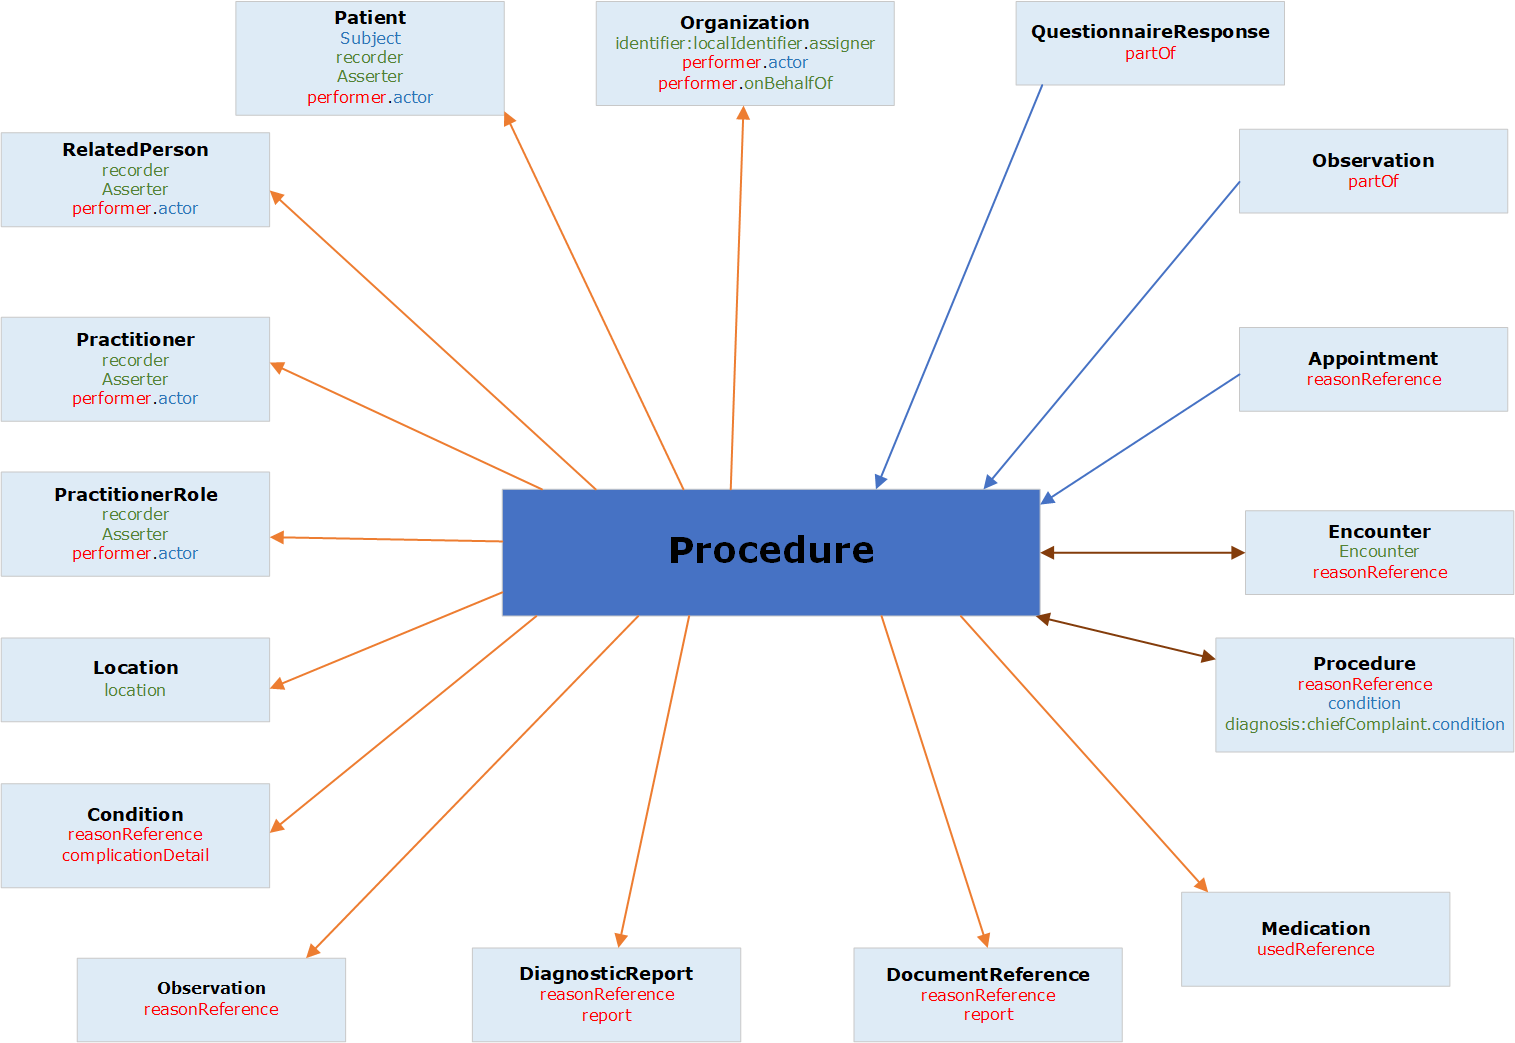 Patient
Subject
recorder
Asserter
performer.actor
Organization
identifier:localIdentifier.assigner
performer.actor
performer.onBehalfOf
QuestionnaireResponse
partOf
RelatedPerson
recorder
Asserter
performer.actor
Observation
partOf
Practitioner
recorder
Asserter
performer.actor
Appointment
reasonReference
PractitionerRole
recorder
Asserter
performer.actor
Procedure
Encounter
Encounter
reasonReference
Location
location
Procedure
reasonReference
condition
diagnosis:chiefComplaint.condition
Condition
reasonReference
complicationDetail
Medication
usedReference
Observation
reasonReference
DiagnosticReport
reasonReference
report
DocumentReference
reasonReference
report